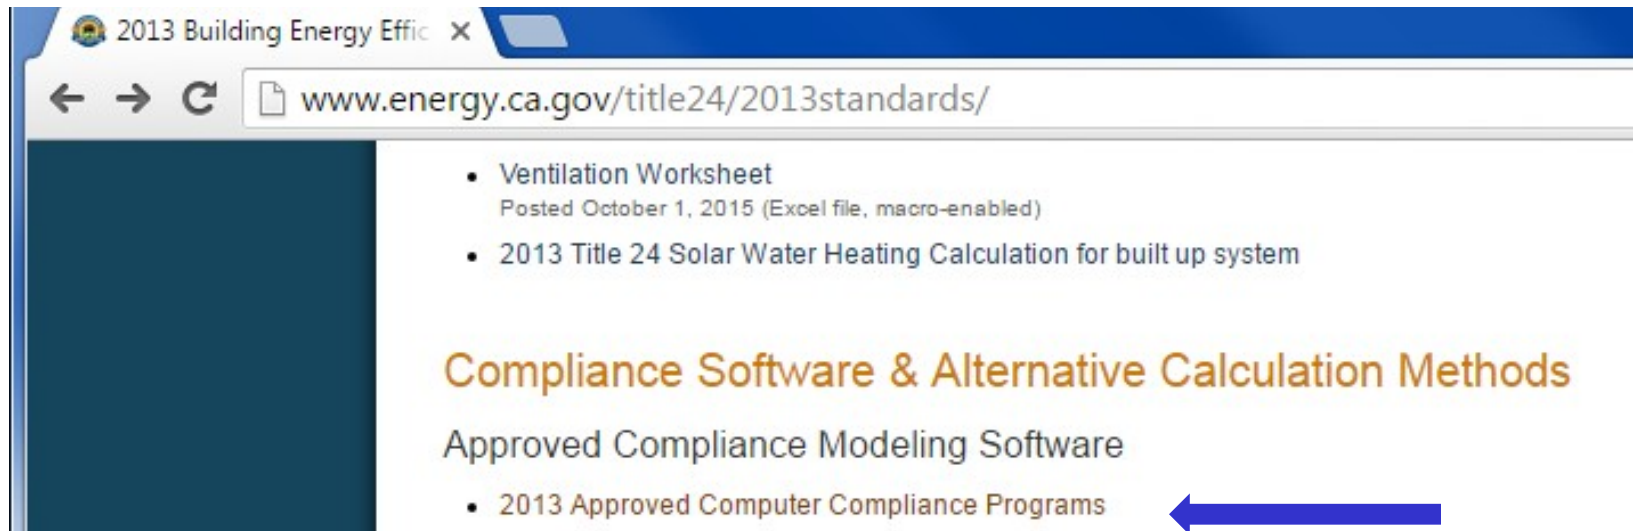 2013 Building Energy Effic
www.energy.ca.gov/title24/2013standards/
• Ventilation Worksheet
Posted October 1, 2015 (Excel file, macro-enabled)
• 2013 Title 24 Solar Water Heating Calculation for built up system
Compliance Software & Alternative Calculation Methods
Approved Compliance Modeling Software
• 2013 Approved Computer Compliance Programs